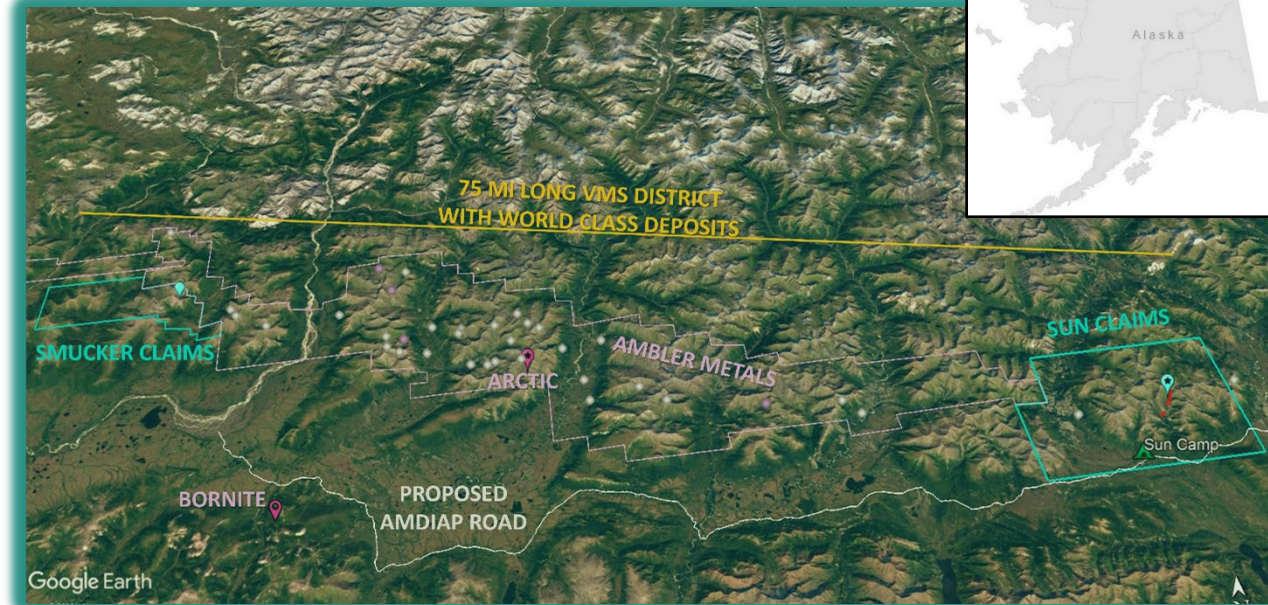 Alaska
75 MI LONG VMS DISTRICT
WITH WORLD CLASS DEPOSITS
SMUCKER CLAIMS
SUN CLAIMS
AMBLER METALS
ARCTIC
Sun Camp
BORNITE
PROPOSED
AMDIAP ROAD
Google Earth